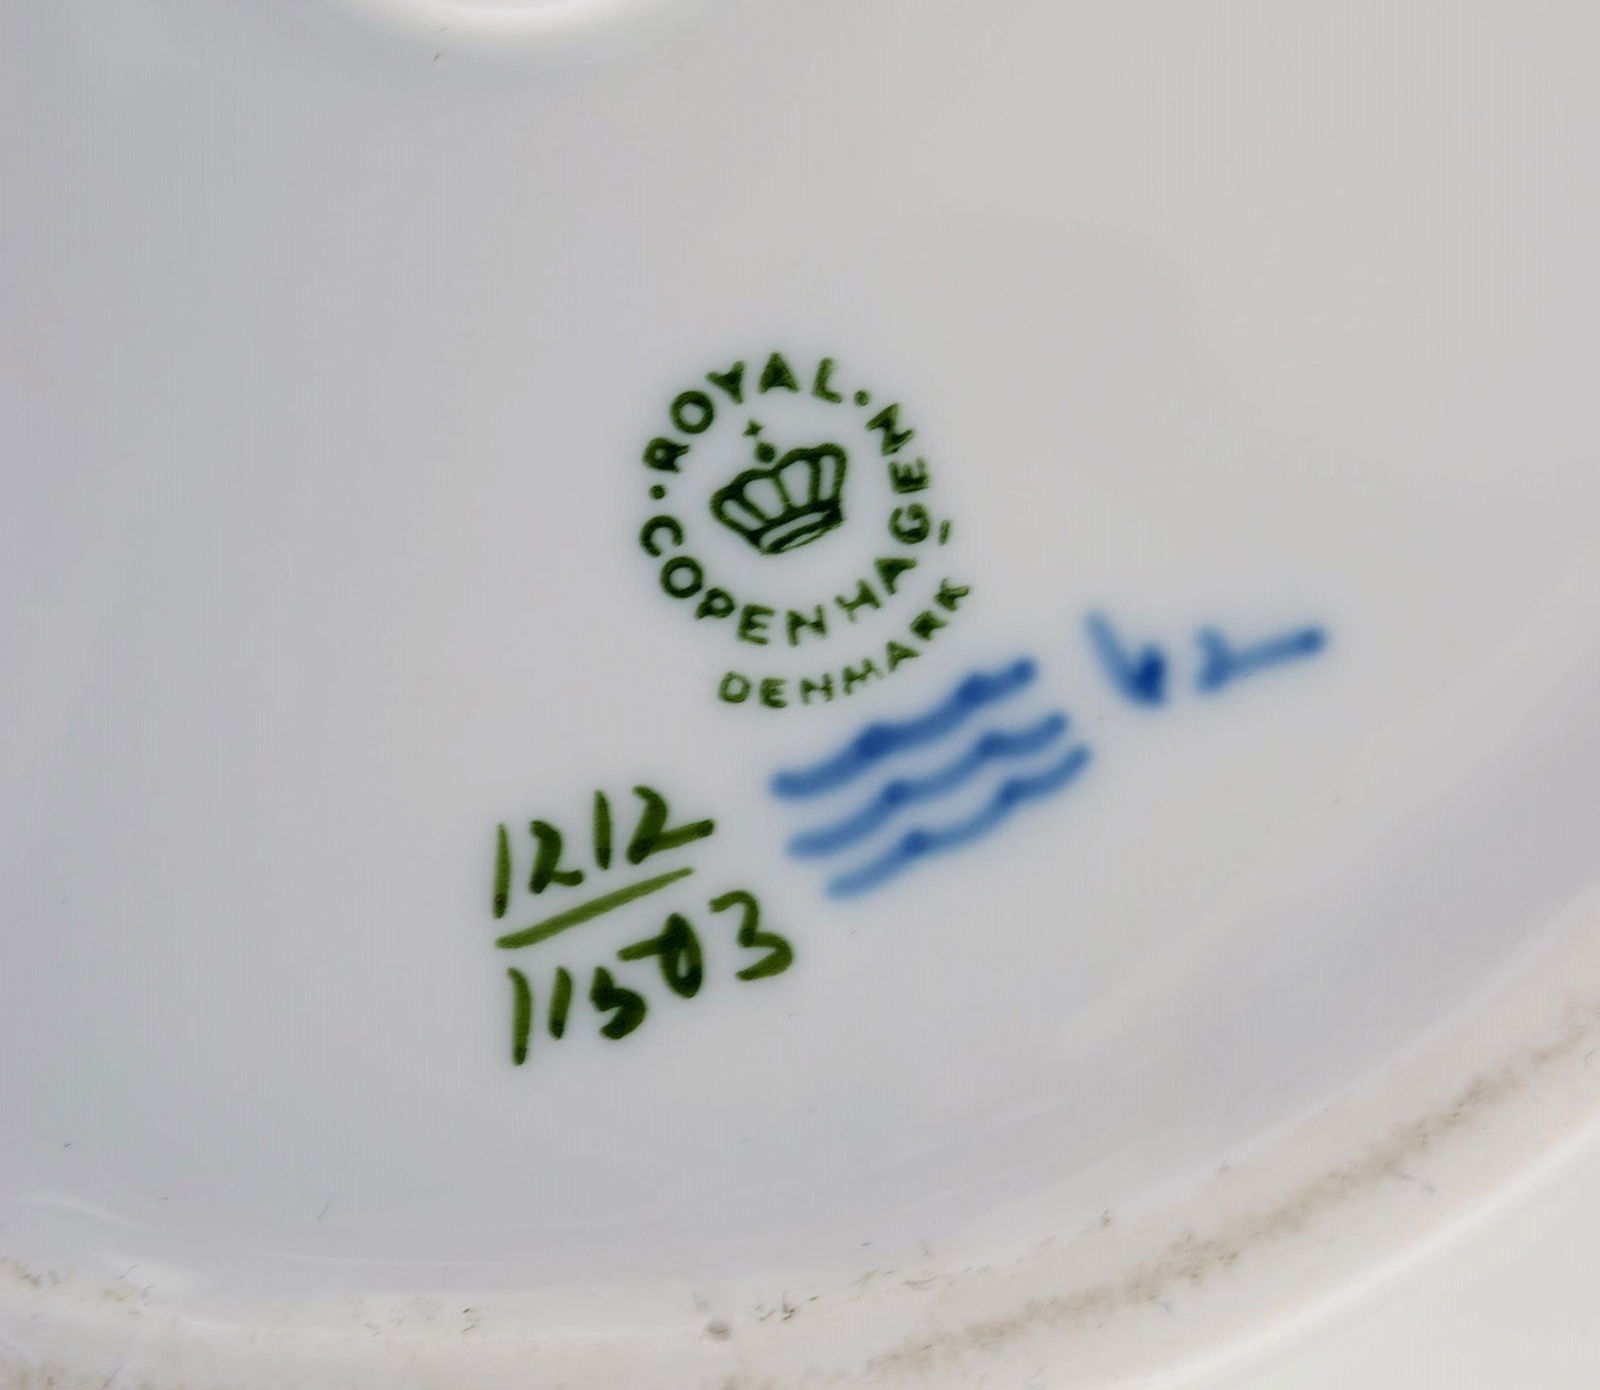 · ROYAL · COPENHAGEN
DENMARK
1212
11503